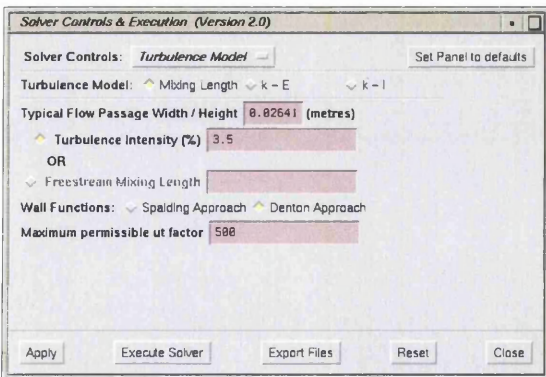 Solver Controls & Execution (Version 2.0)
Solver Controls: Turbulence Model
Set Panel to defaults
Turbulence Model: Mixing Length k - E k - l
Typical Flow Passage Width / Height 0.02641 (metres)
Turbulence Intensity (%) 3.5
OR
Freestream Mixing Length
Wall Functions: Spalding Approach Denton Approach
Maximum permissible ut factor 500
Apply Execute Solver Export Files Reset Close